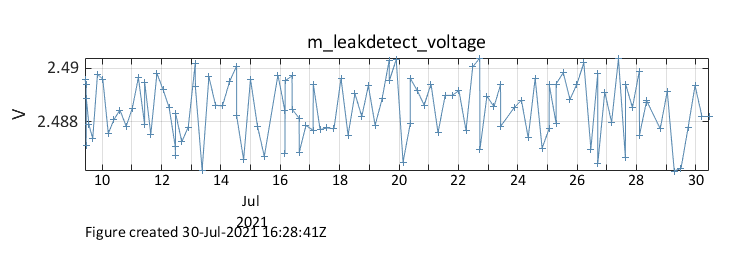 m_leakdetect_voltage
2.49
2.488
V
10 12 14 16 18 20 22 24 26 28 30
Jul
2021
Figure created 30-Jul-2021 16:28:41Z